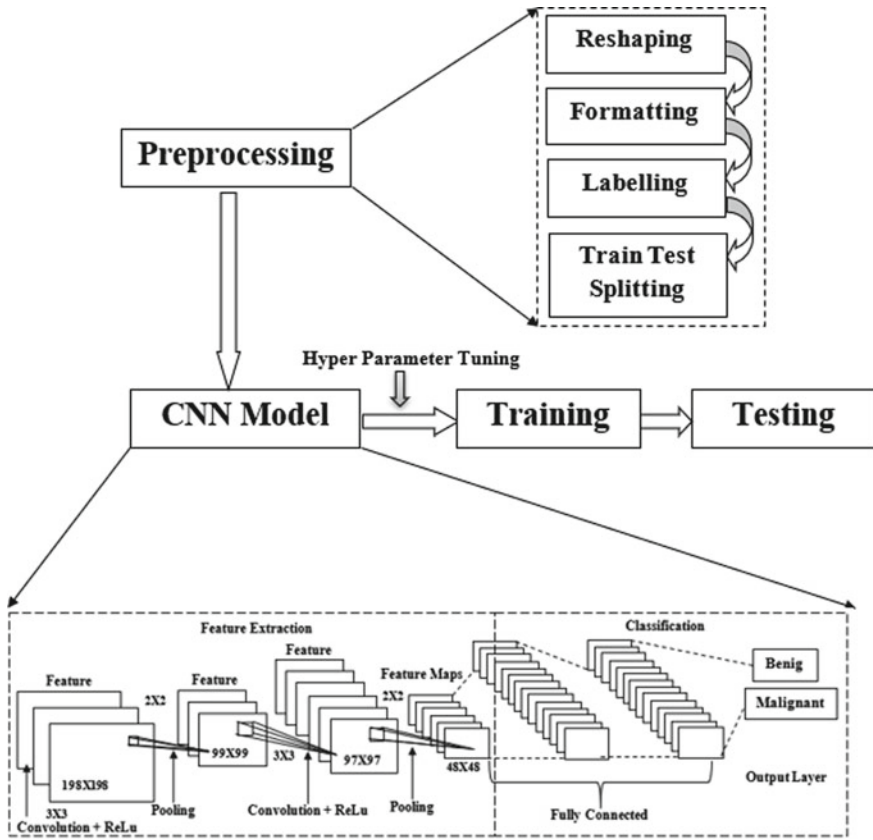 Reshaping
Formatting
Preprocessing
Labelling
Train Test
Splitting
Hyper Parameter Tuning
CNN Model
Training
Testing
Feature Extraction
Classification
Feature
2X2
Feature
Feature
2X2
Feature Maps
Benig
Malignant
198X198
99X99
3X3
97X97
48X48
3X3
Pooling
Convolution + ReLu
Convolution + ReLu
Pooling
Fully Connected
Output Layer